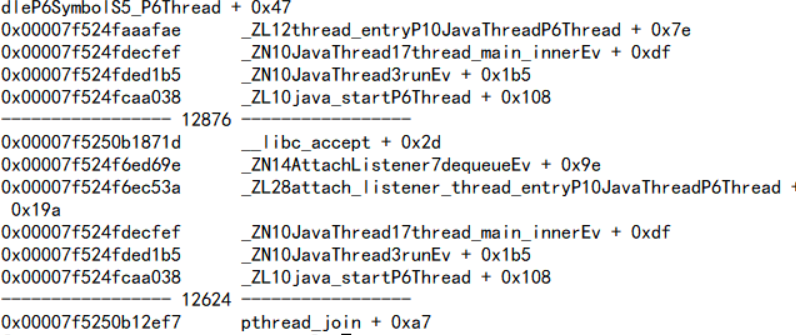 dleP6SymbolS5_P6Thread + 0x47
0x00007f524faaafae _ZL12thread_entryP10JavaThreadP6Thread + 0x7e
0x00007f524fdecfef _ZN10JavaThread17thread_main_innerEv + 0xdf
0x00007f524fded1b5 _ZN10JavaThread3runEv + 0x1b5
0x00007f524fcaa038 _ZL10java_startP6Thread + 0x108
----------------- 12876 -----------------
0x00007f5250b1871d __libc_accept + 0x2d
0x00007f524f6ed69e _ZN14AttachListener7dequeueEv + 0x9e
0x00007f524f6ec53a _ZL28attach_listener_thread_entryP10JavaThreadP6Thread +
0x19a
0x00007f524fdecfef _ZN10JavaThread17thread_main_innerEv + 0xdf
0x00007f524fded1b5 _ZN10JavaThread3runEv + 0x1b5
0x00007f524fcaa038 _ZL10java_startP6Thread + 0x108
----------------- 12624 -----------------
0x00007f5250b12ef7 pthread_join + 0xa7